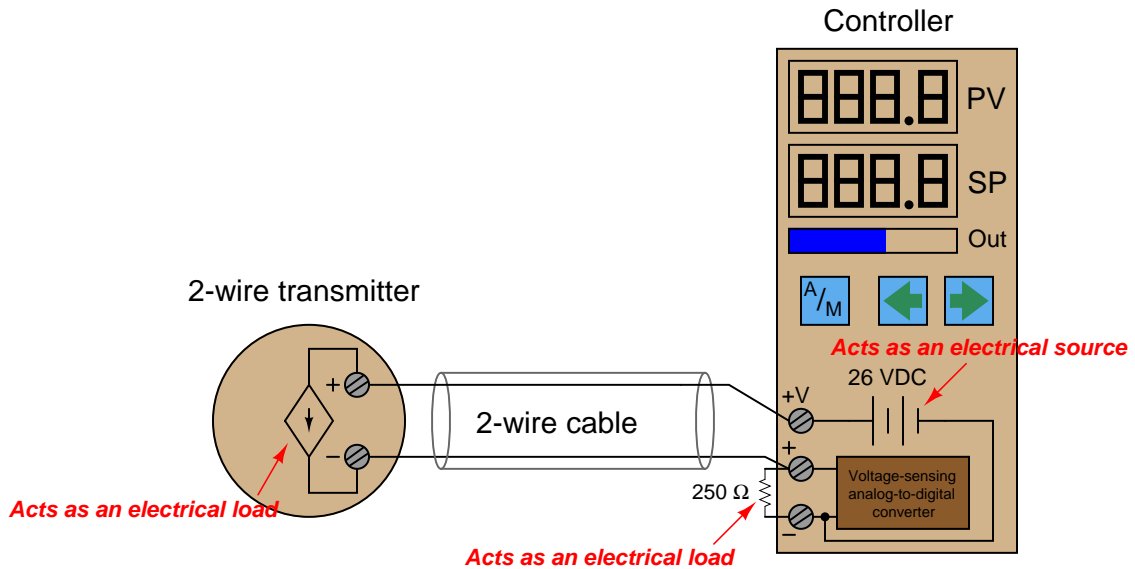 Controller
888.8 PV
888.8 SP
Out
A/M
2-wire transmitter
Acts as an electrical source
26 VDC
+V
+
2-wire cable
+
−
250 Ω
Voltage-sensing
analog-to-digital
converter
−
Acts as an electrical load
Acts as an electrical load